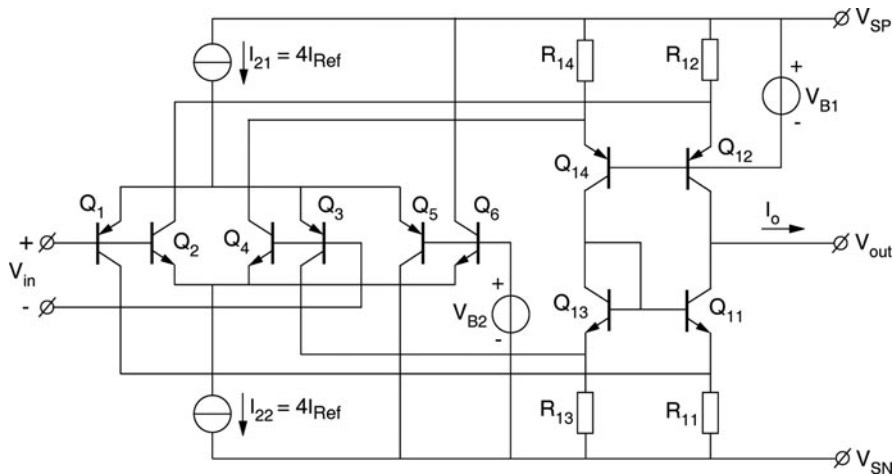 V_SP
I_21 = 4I_Ref
R_14
R_12
+
V_B1
-
Q_14
Q_12
Q_1
Q_2
Q_4
Q_3
Q_5
Q_6
+
V_in
-
I_o
V_out
+
V_B2
-
Q_13
Q_11
I_22 = 4I_Ref
R_13
R_11
V_SN